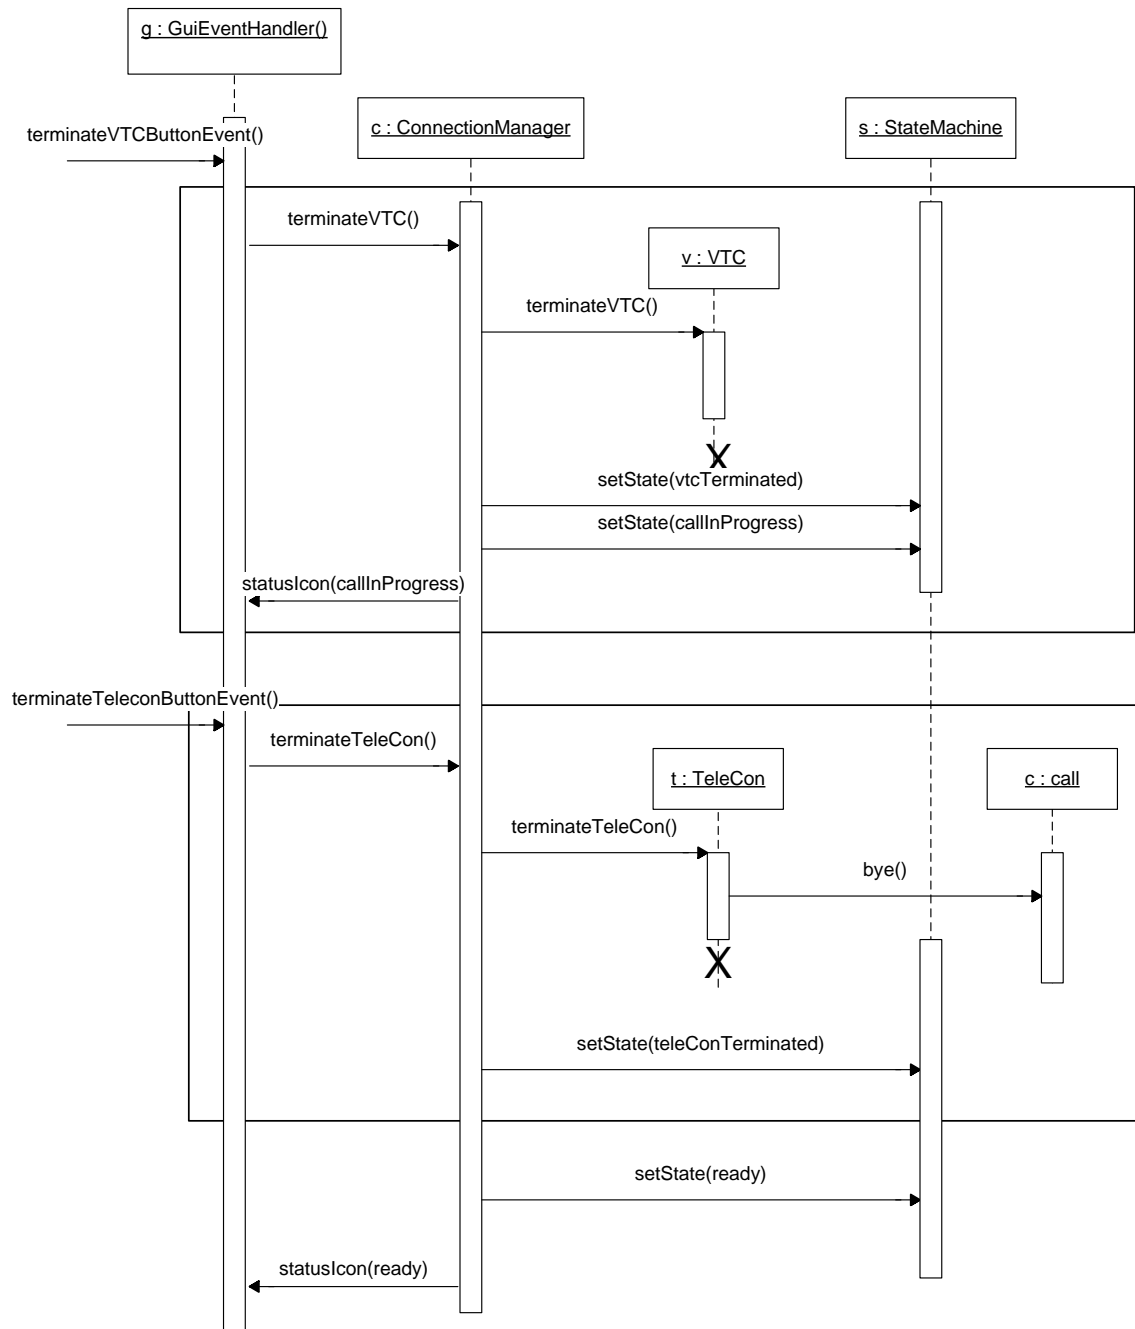 g : GuiEventHandler()
c : ConnectionManager
s : StateMachine
terminateVTCButtonEvent()
terminateVTC()
v : VTC
terminateVTC()
X
setState(vtcTerminated)
setState(callInProgress)
statusIcon(callInProgress)
terminateTeleconButtonEvent()
terminateTeleCon()
t : TeleCon
c : call
terminateTeleCon()
bye()
X
setState(teleConTerminated)
setState(ready)
statusIcon(ready)